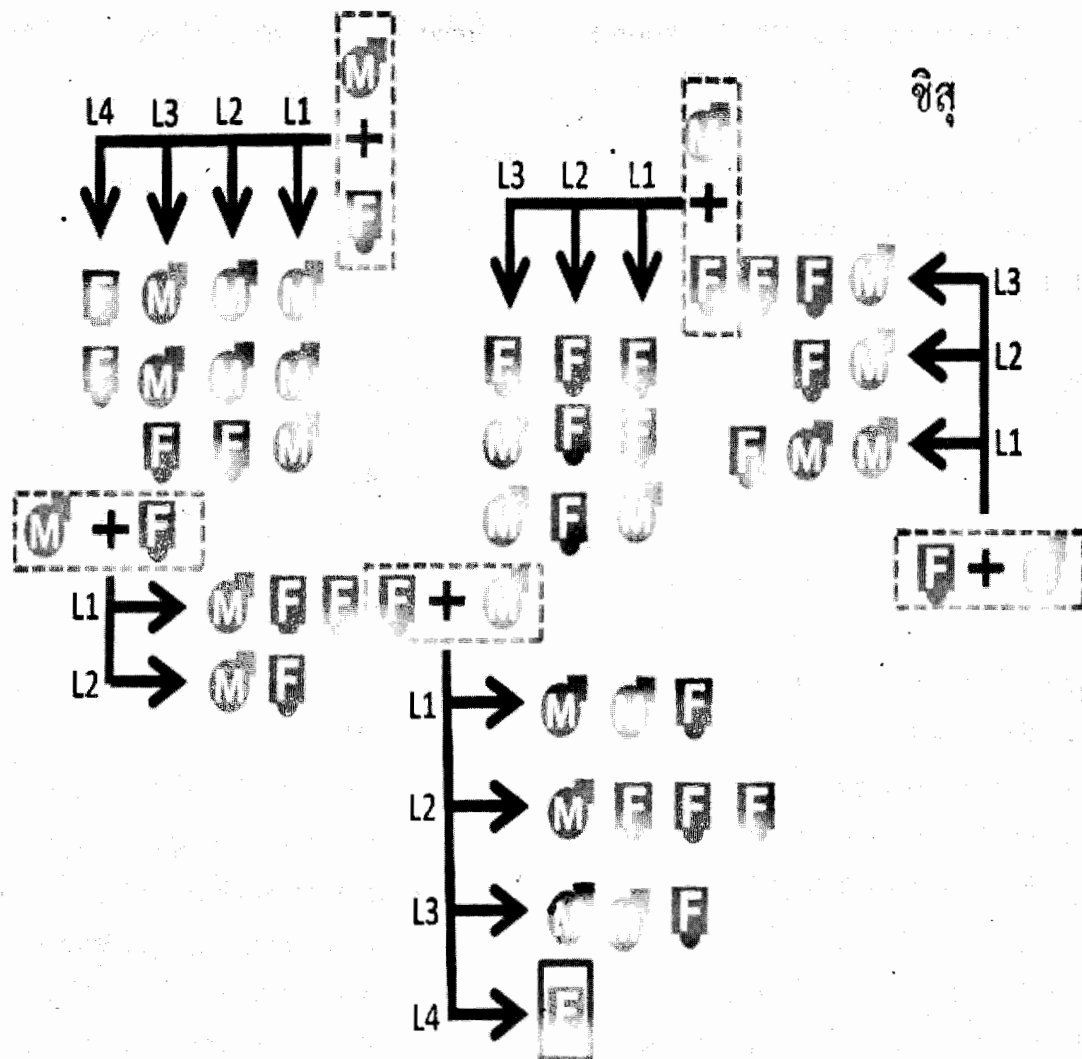 ชิสุ
M
L4 L3 L2 L1 +
F
M
L3 L2 L1 +
F M M M
F M M M
F F M
F F F M L3
F F F F M L2
M F F
F M M L1
M F M
M + F
F + M
L1 M F F F + M
L2 M F
L1 M M F
L2 M F F F
L3 M M F
L4 F